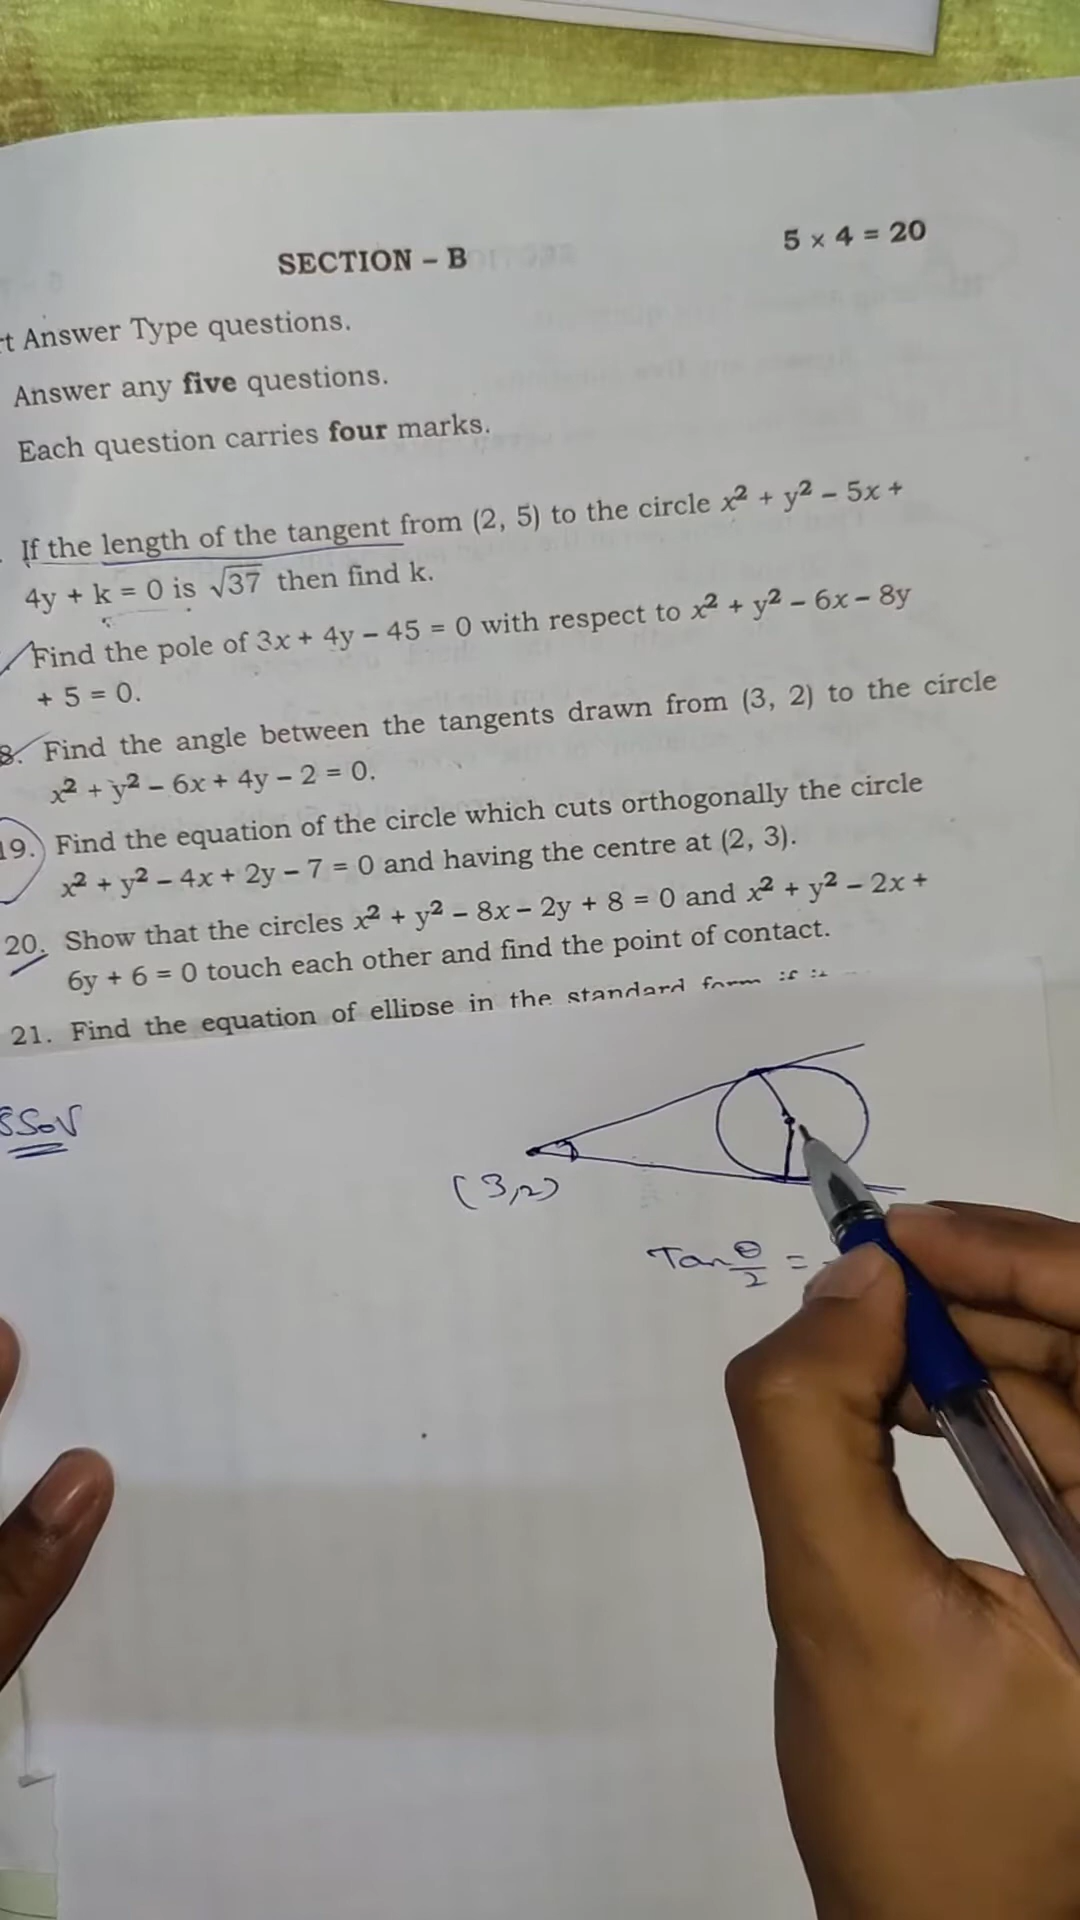 SECTION – B
5 × 4 = 20
t Answer Type questions.
Answer any five questions.
Each question carries four marks.
If the length of the tangent from (2, 5) to the circle x² + y² – 5x +
4y + k = 0 is √37 then find k.
Find the pole of 3x + 4y – 45 = 0 with respect to x² + y² – 6x – 8y
+ 5 = 0.
8. Find the angle between the tangents drawn from (3, 2) to the circle
x² + y² – 6x + 4y – 2 = 0.
19. Find the equation of the circle which cuts orthogonally the circle
x² + y² – 4x + 2y – 7 = 0 and having the centre at (2, 3).
20. Show that the circles x² + y² – 8x – 2y + 8 = 0 and x² + y² – 2x +
6y + 6 = 0 touch each other and find the point of contact.
21. Find the equation of ellipse in the standard form if
(3,2)
Tan θ/2 =